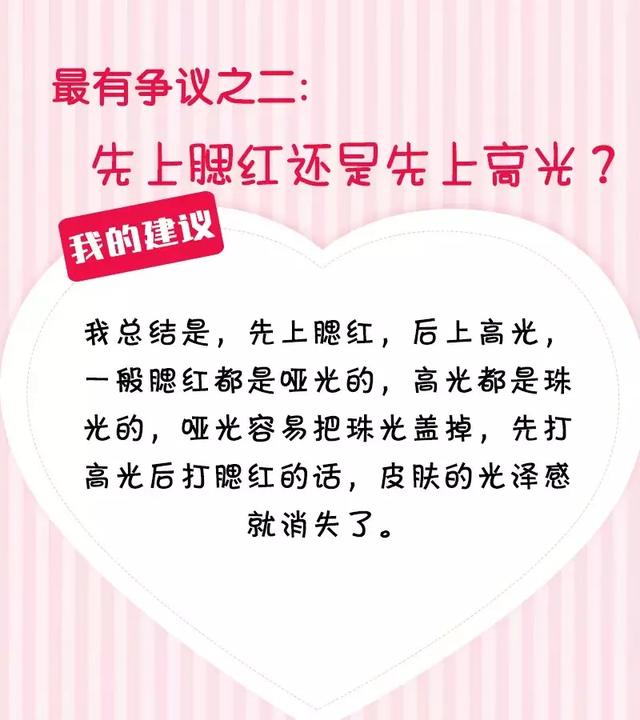 最有争议之二:
先上腮红还是先上高光？
我的建议
我总结是，先上腮红，后上高光，
一般腮红都是哑光的，高光都是珠
光的，哑光容易把珠光盖掉，先打
高光后打腮红的话，皮肤的光泽感
就消失了。